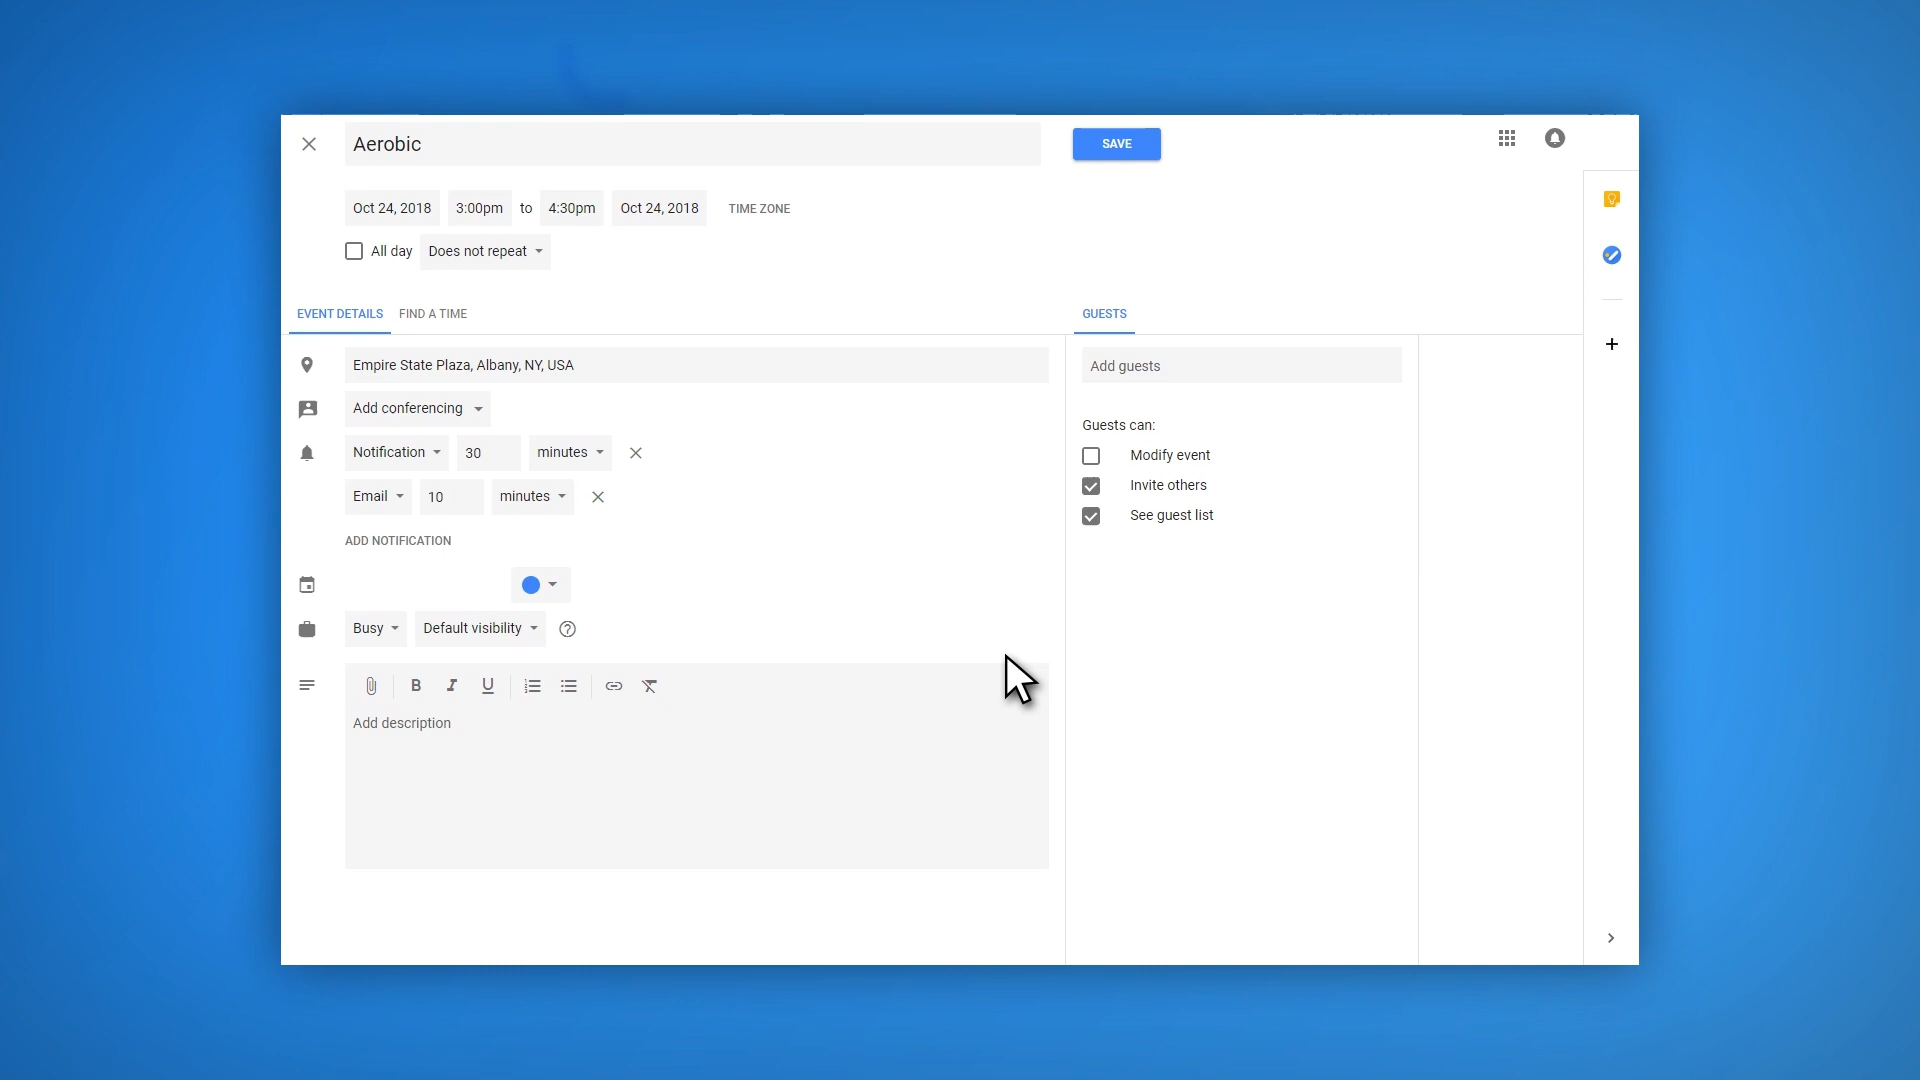 Aerobic
SAVE
Oct 24, 2018 3:00pm to 4:30pm Oct 24, 2018 TIME ZONE
All day Does not repeat
EVENT DETAILS FIND A TIME
GUESTS
Empire State Plaza, Albany, NY, USA
Add guests
Add conferencing
Guests can:
Notification 30 minutes
Modify event
Invite others
Email 10 minutes
See guest list
ADD NOTIFICATION
Busy Default visibility
B I U
Add description